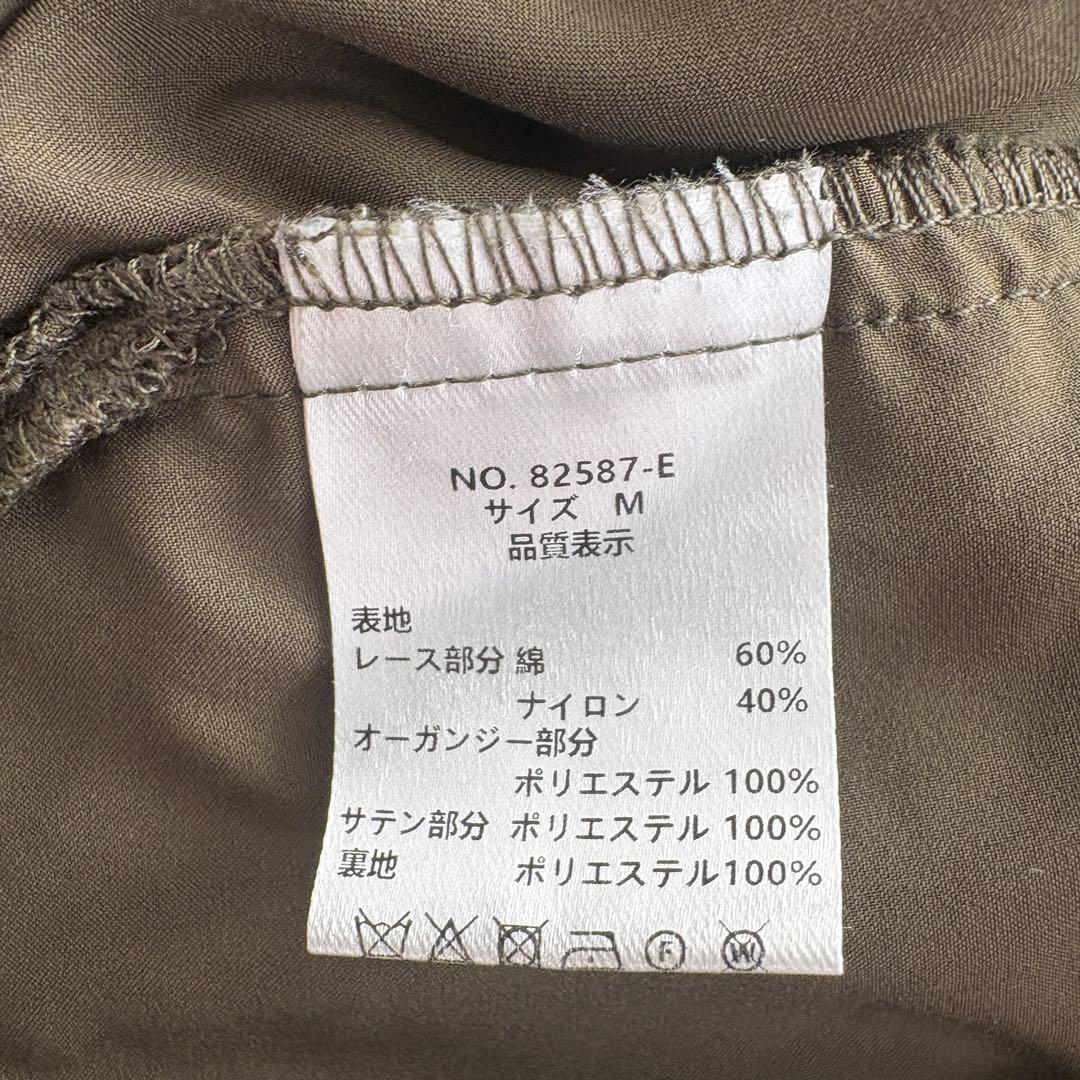 NO. 82587-E
サイズ M
品質表示
表地
レース部分 綿 60%
ナイロン 40%
オーガンジー部分
ポリエステル 100%
サテン部分 ポリエステル 100%
裏地 ポリエステル100%
F W